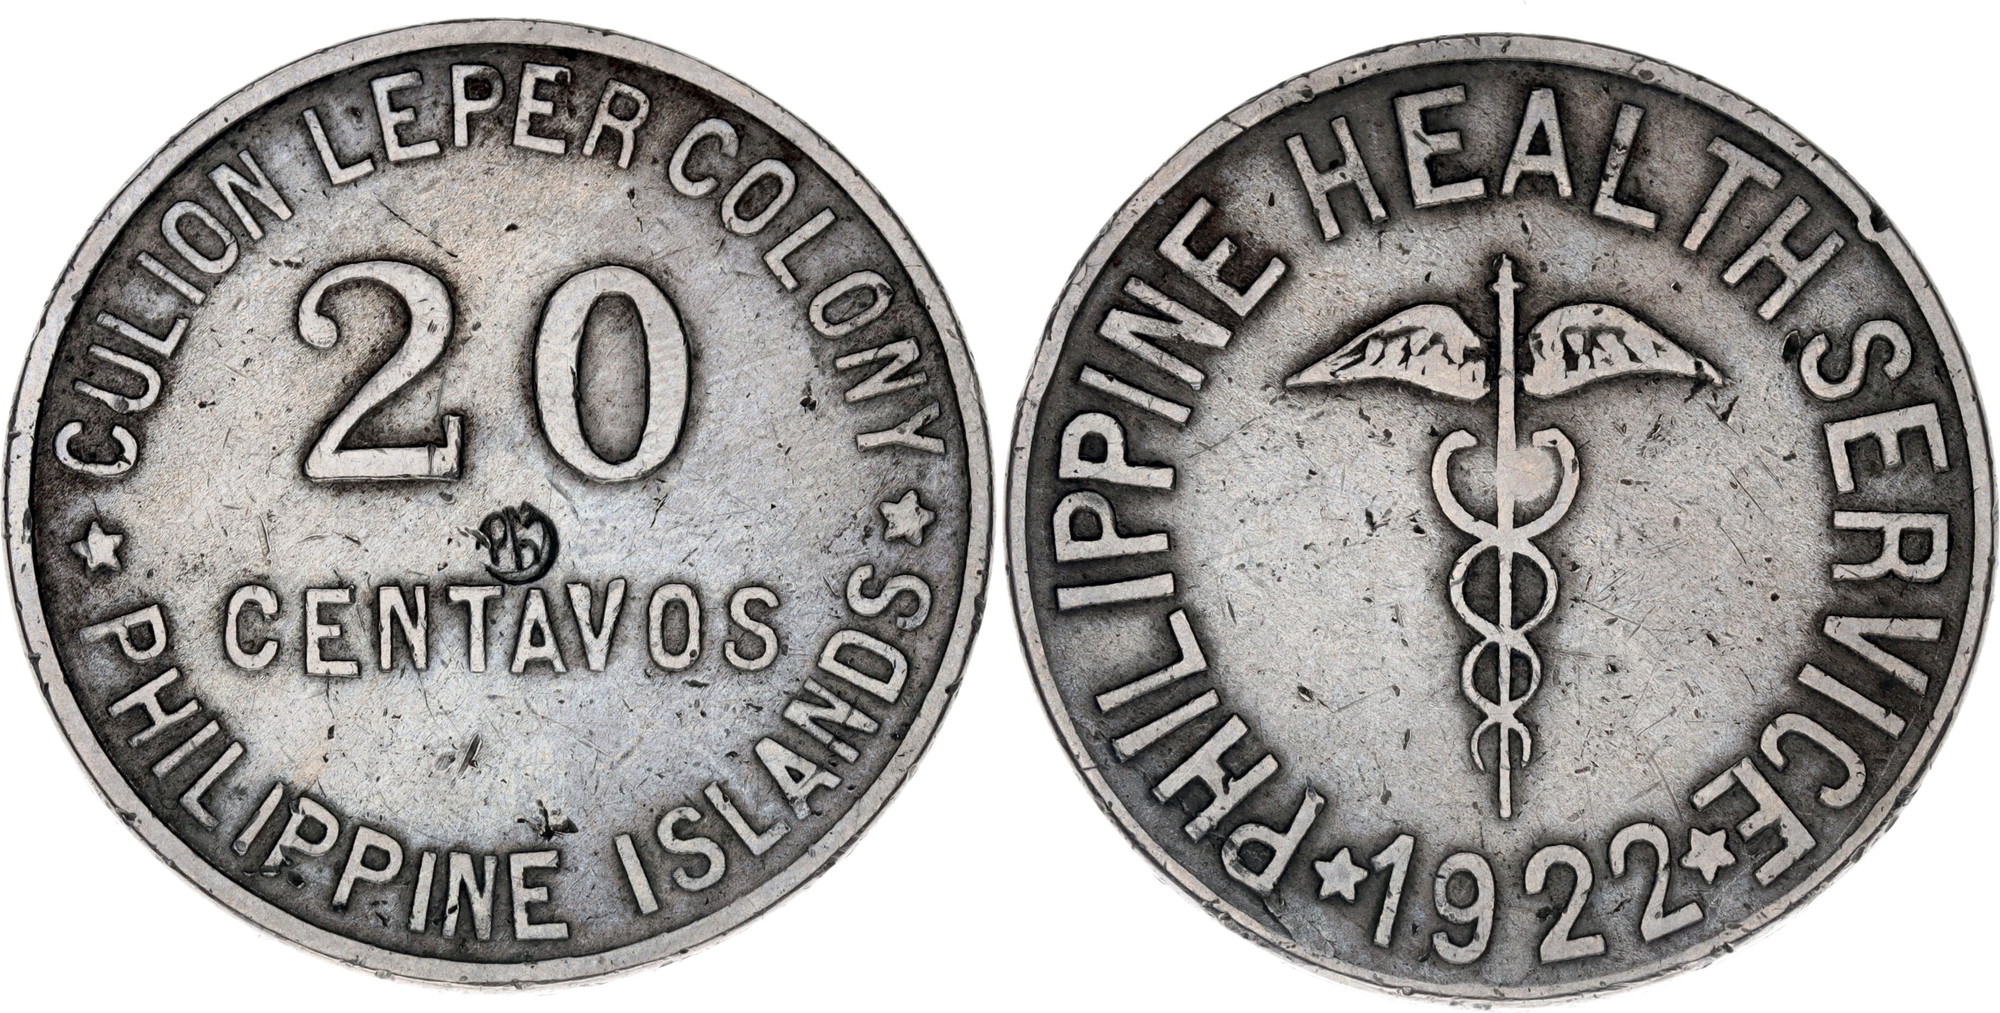 CULION LEPER COLONY
20
CENTAVOS
PHILIPPINE ISLANDS
PHILIPPINE HEALTH SERVICE
1922